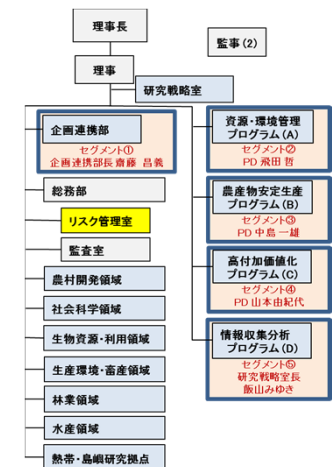 理事長
監事(2)
理事
研究戦略室
企画連携部
セグメント①
企画連携部長 齋藤 昌義
総務部
リスク管理室
監査室
農村開発領域
社会科学領域
生物資源・利用領域
生産環境・畜産領域
林業領域
水産領域
熱帯・島嶼研究拠点
資源・環境管理
プログラム(A)
セグメント②
PD 飛田 哲
農産物安定生産
プログラム(B)
セグメント③
PD 中島 一雄
高付加価値化
プログラム(C)
セグメント④
PD 山本由紀代
情報収集分析
プログラム(D)
セグメント⑤
研究戦略室長
飯山みゆき